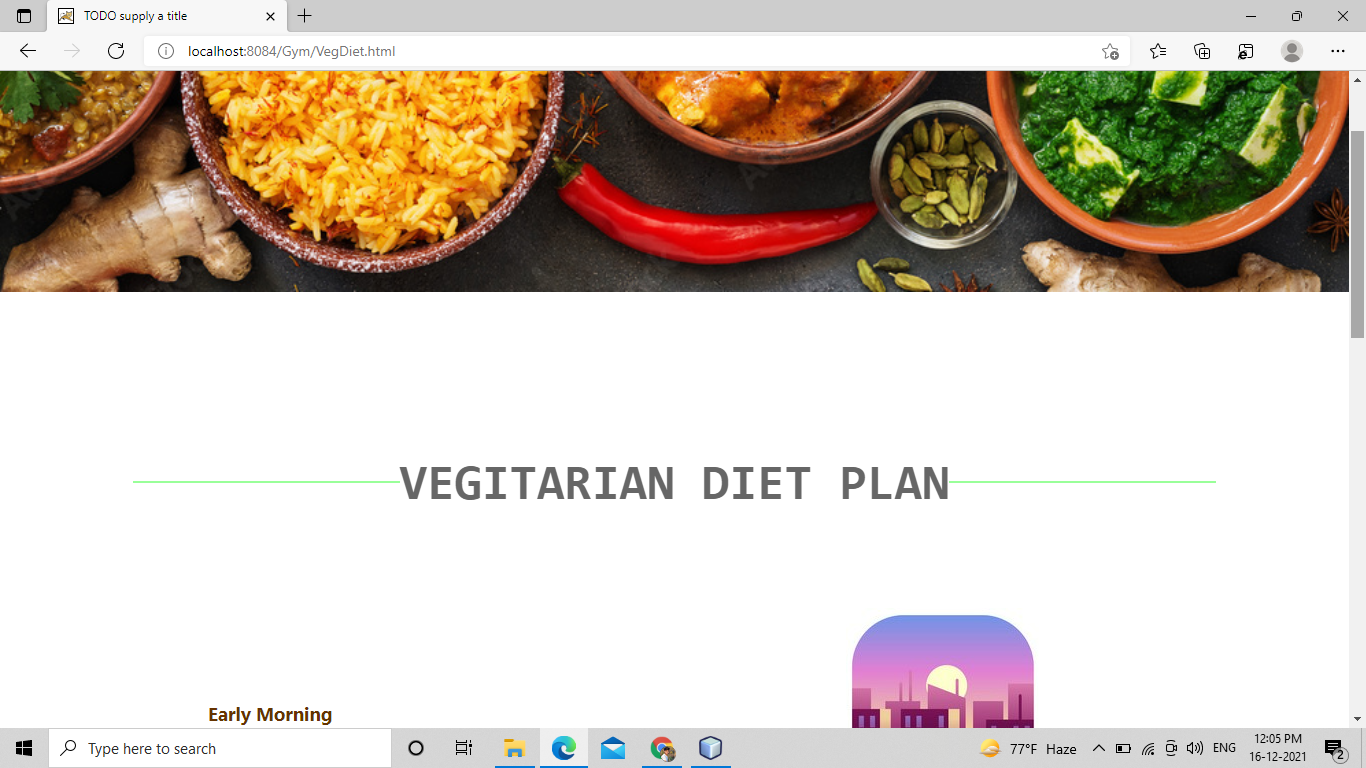 TODO supply a title
localhost:8084/Gym/VegDiet.html
VEGITARIAN DIET PLAN
Early Morning
Type here to search
77°F Haze
ENG
12:05 PM
16-12-2021
2